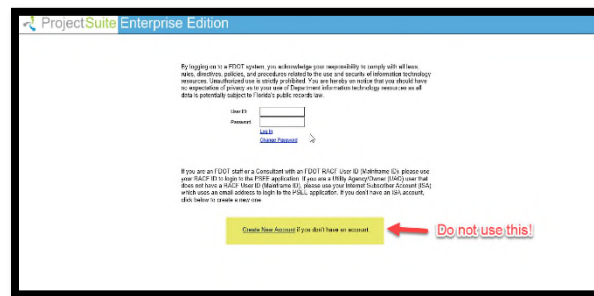 ProjectSuite Enterprise Edition
By logging on to a FDOT system, you acknowledge your responsibility to comply with all laws,
rules, directives, policies, and procedures related to the use and security of information technology
resources. Unauthorized use is strictly prohibited. You are hereby on notice that you should have
no expectation of privacy as to your use of Department information technology resources as all
data is potentially subject to Florida's public records law.
User ID
Password
Log In
Change Password
If you are an FDOT staff or a Consultant with an FDOT RACF User ID (Mainframe ID), please use
your RACF ID to login to the PSEE application. If you are a Utility Agency/Owner (UAO) user that
does not have a RACF User ID (Mainframe ID), please use your Internet Subscriber Account (ISA)
which uses an email address to login to the PSEE application. If you don't have an ISA account,
click below to create a new one.
Create New Account if you don't have an account
Do not use this!